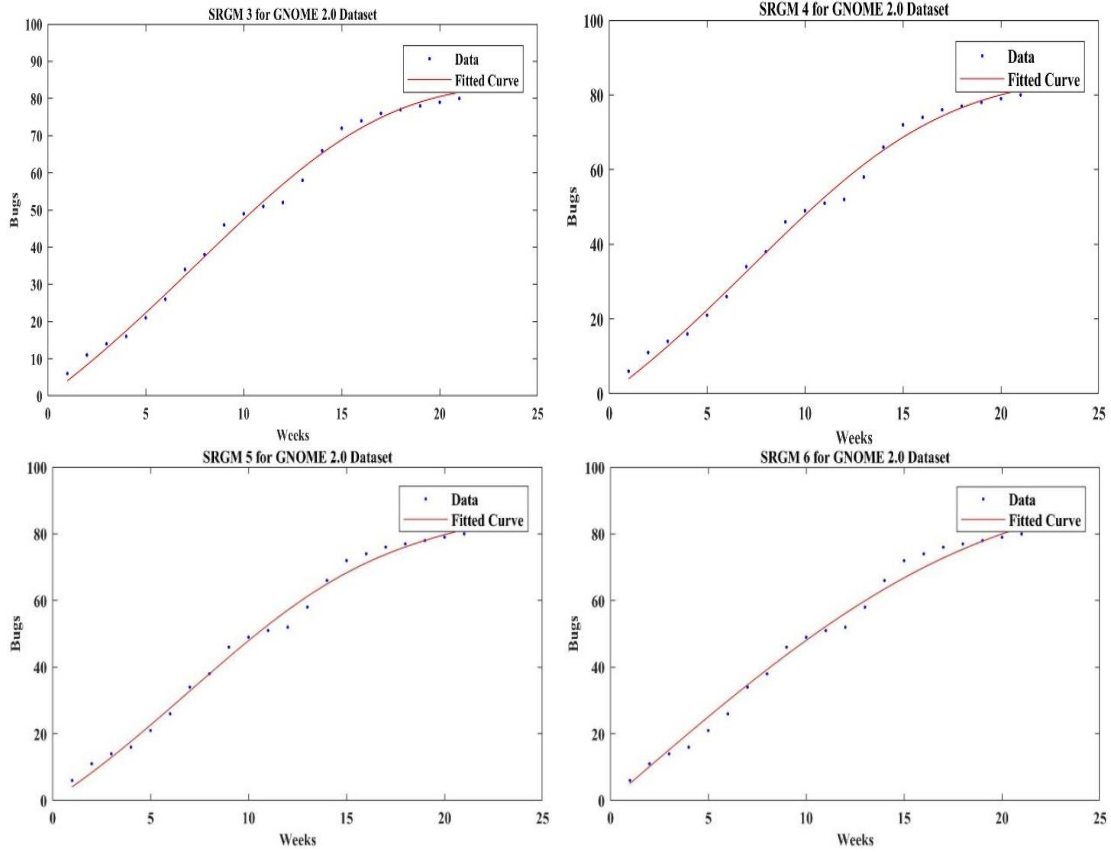 SRGM 3 for GNOME 2.0 Dataset
100
90
80
70
60
50
40
30
20
10
0
Bugs
Data
Fitted Curve
0 5 10 15 20 25
Weeks
SRGM 4 for GNOME 2.0 Dataset
100
80
60
40
20
0
Bugs
Data
Fitted Curve
0 5 10 15 20 25
Weeks
SRGM 5 for GNOME 2.0 Dataset
100
80
60
40
20
0
Bugs
Data
Fitted Curve
0 5 10 15 20 25
Weeks
SRGM 6 for GNOME 2.0 Dataset
100
80
60
40
20
0
Bugs
Data
Fitted Curve
0 5 10 15 20 25
Weeks